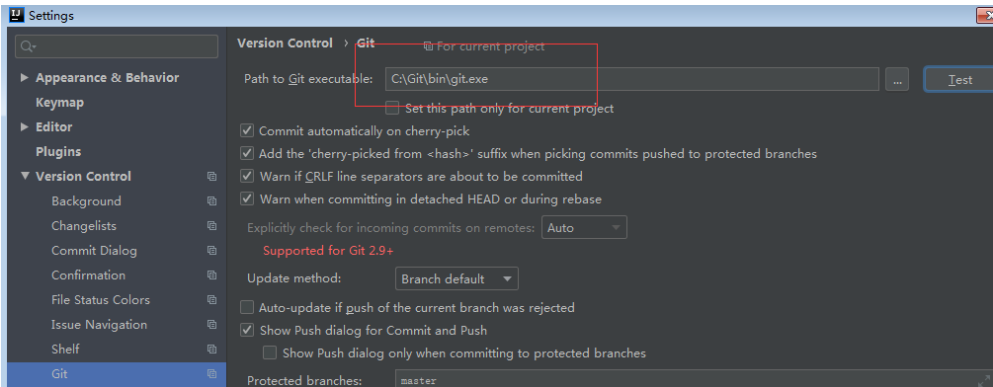 Settings
Version Control › Git
For current project
Appearance & Behavior
Keymap
Editor
Plugins
Version Control
Background
Changelists
Commit Dialog
Confirmation
File Status Colors
Issue Navigation
Shelf
Git
Path to Git executable: C:\Git\bin\git.exe ... Test
Set this path only for current project
Commit automatically on cherry-pick
Add the 'cherry-picked from <hash>' suffix when picking commits pushed to protected branches
Warn if CRLF line separators are about to be committed
Warn when committing in detached HEAD or during rebase
Explicitly check for incoming commits on remotes: Auto
Supported for Git 2.9+
Update method: Branch default
Auto-update if push of the current branch was rejected
Show Push dialog for Commit and Push
Show Push dialog only when committing to protected branches
Protected branches: master